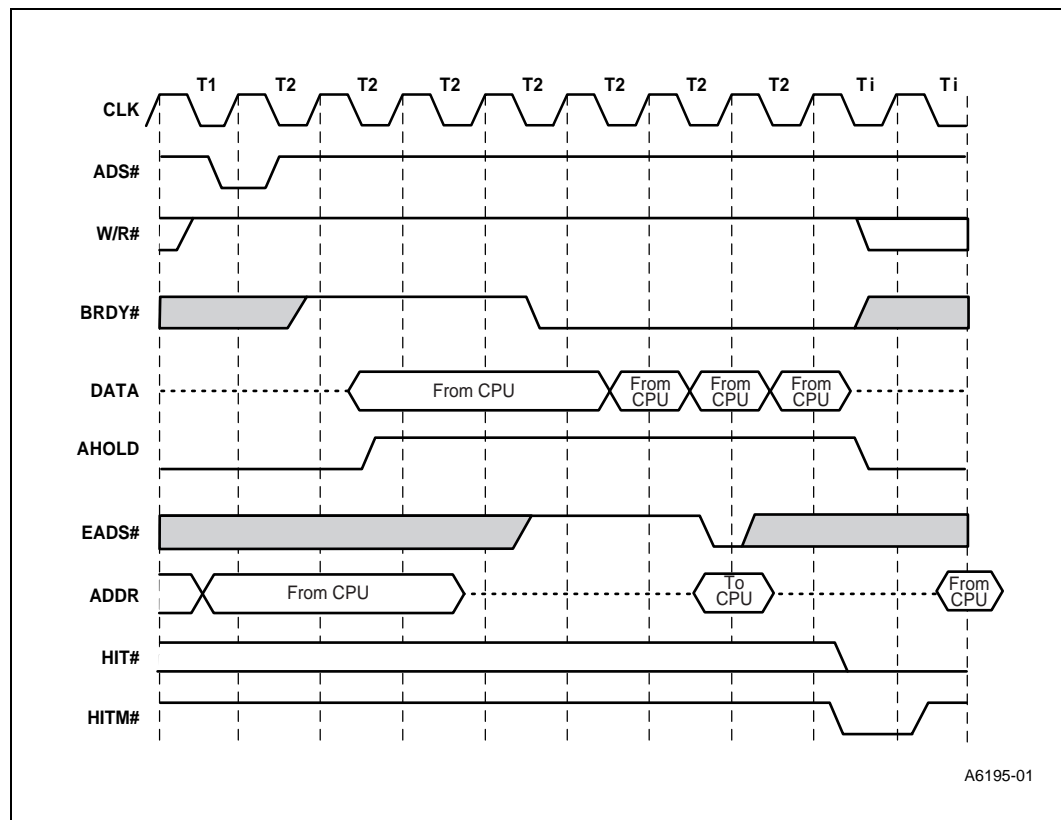 T1 T2 T2 T2 T2 T2 T2 T2 Ti Ti
CLK
ADS#
W/R#
BRDY#
DATA From CPU From CPU From CPU From CPU
AHOLD
EADS#
ADDR From CPU To CPU From CPU
HIT#
HITM#
A6195-01